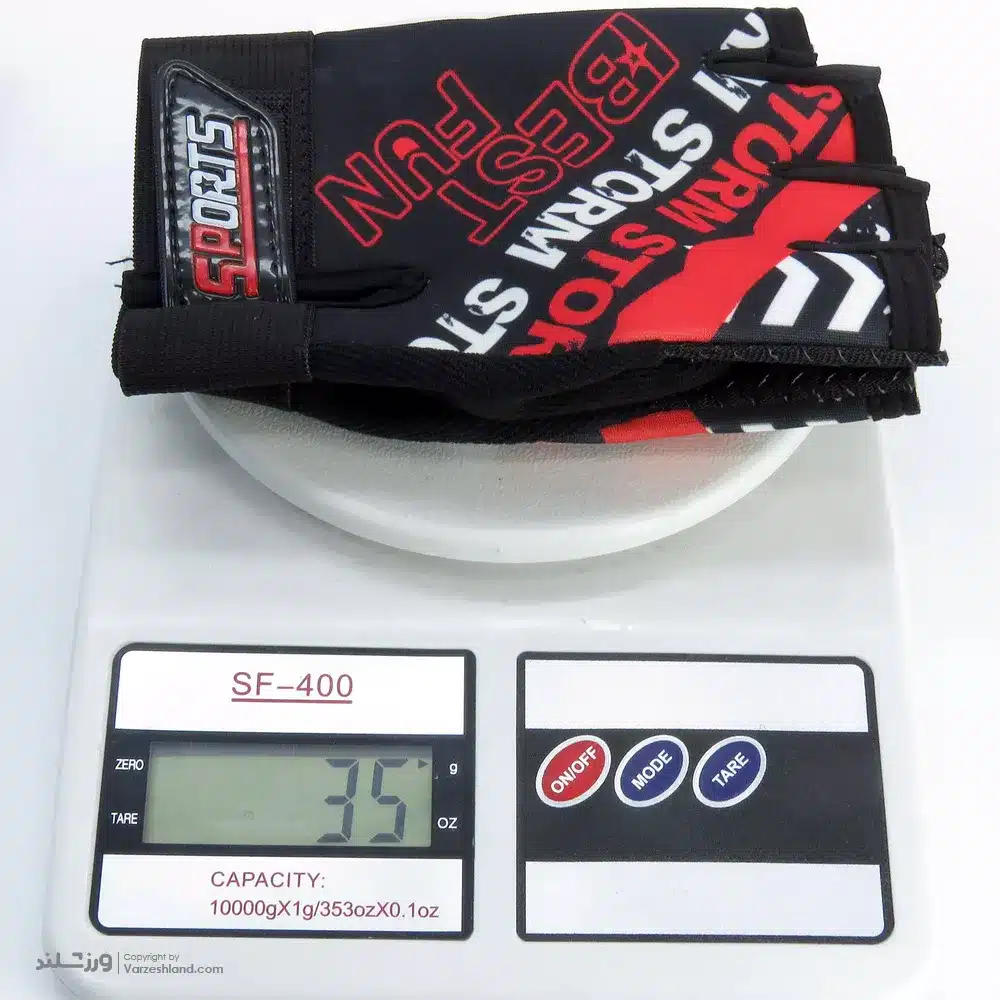 SPORTS
BEST
FUN
M STORM STO
STORM STOR
SF-400
ZERO
TARE
35
g
OZ
CAPACITY:
10000gX1g/353ozX0.1oz
ON/OFF
MODE
TARE
ورزشلند
Copyright by
Varzeshland.com